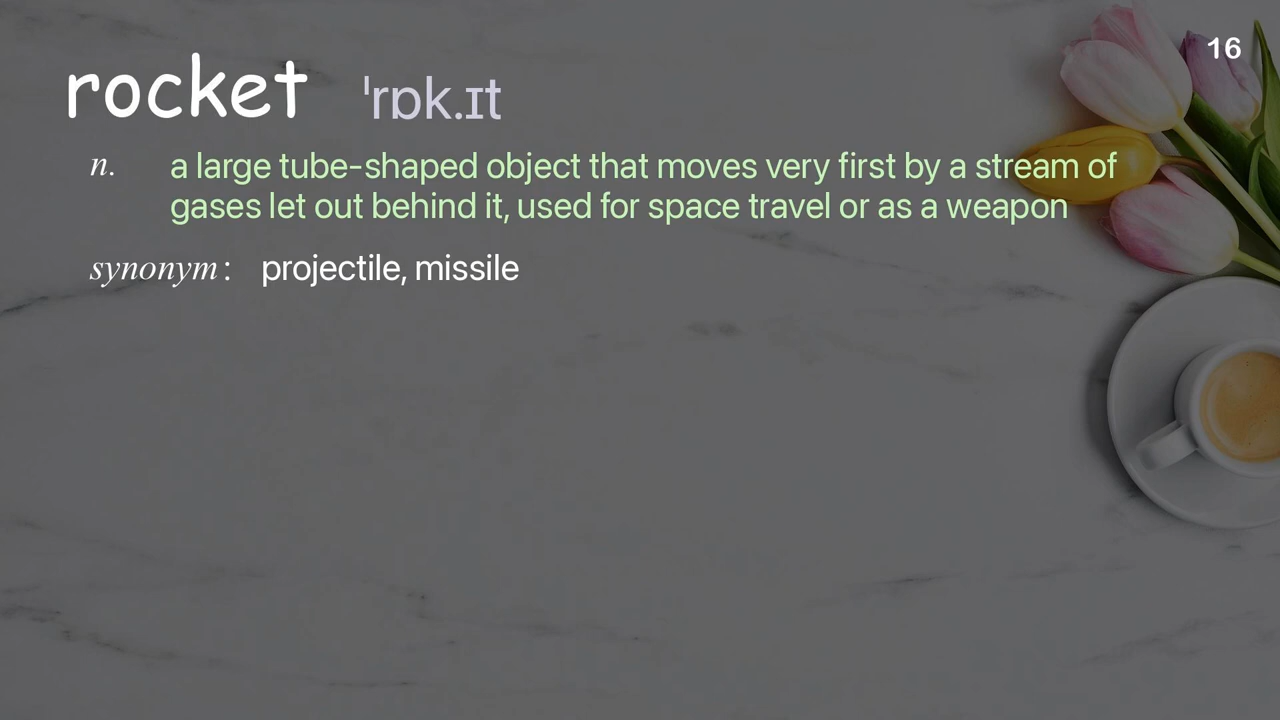 16
rocket ˈrɒk.ɪt
n. a large tube-shaped object that moves very first by a stream of
gases let out behind it, used for space travel or as a weapon
synonym: projectile, missile